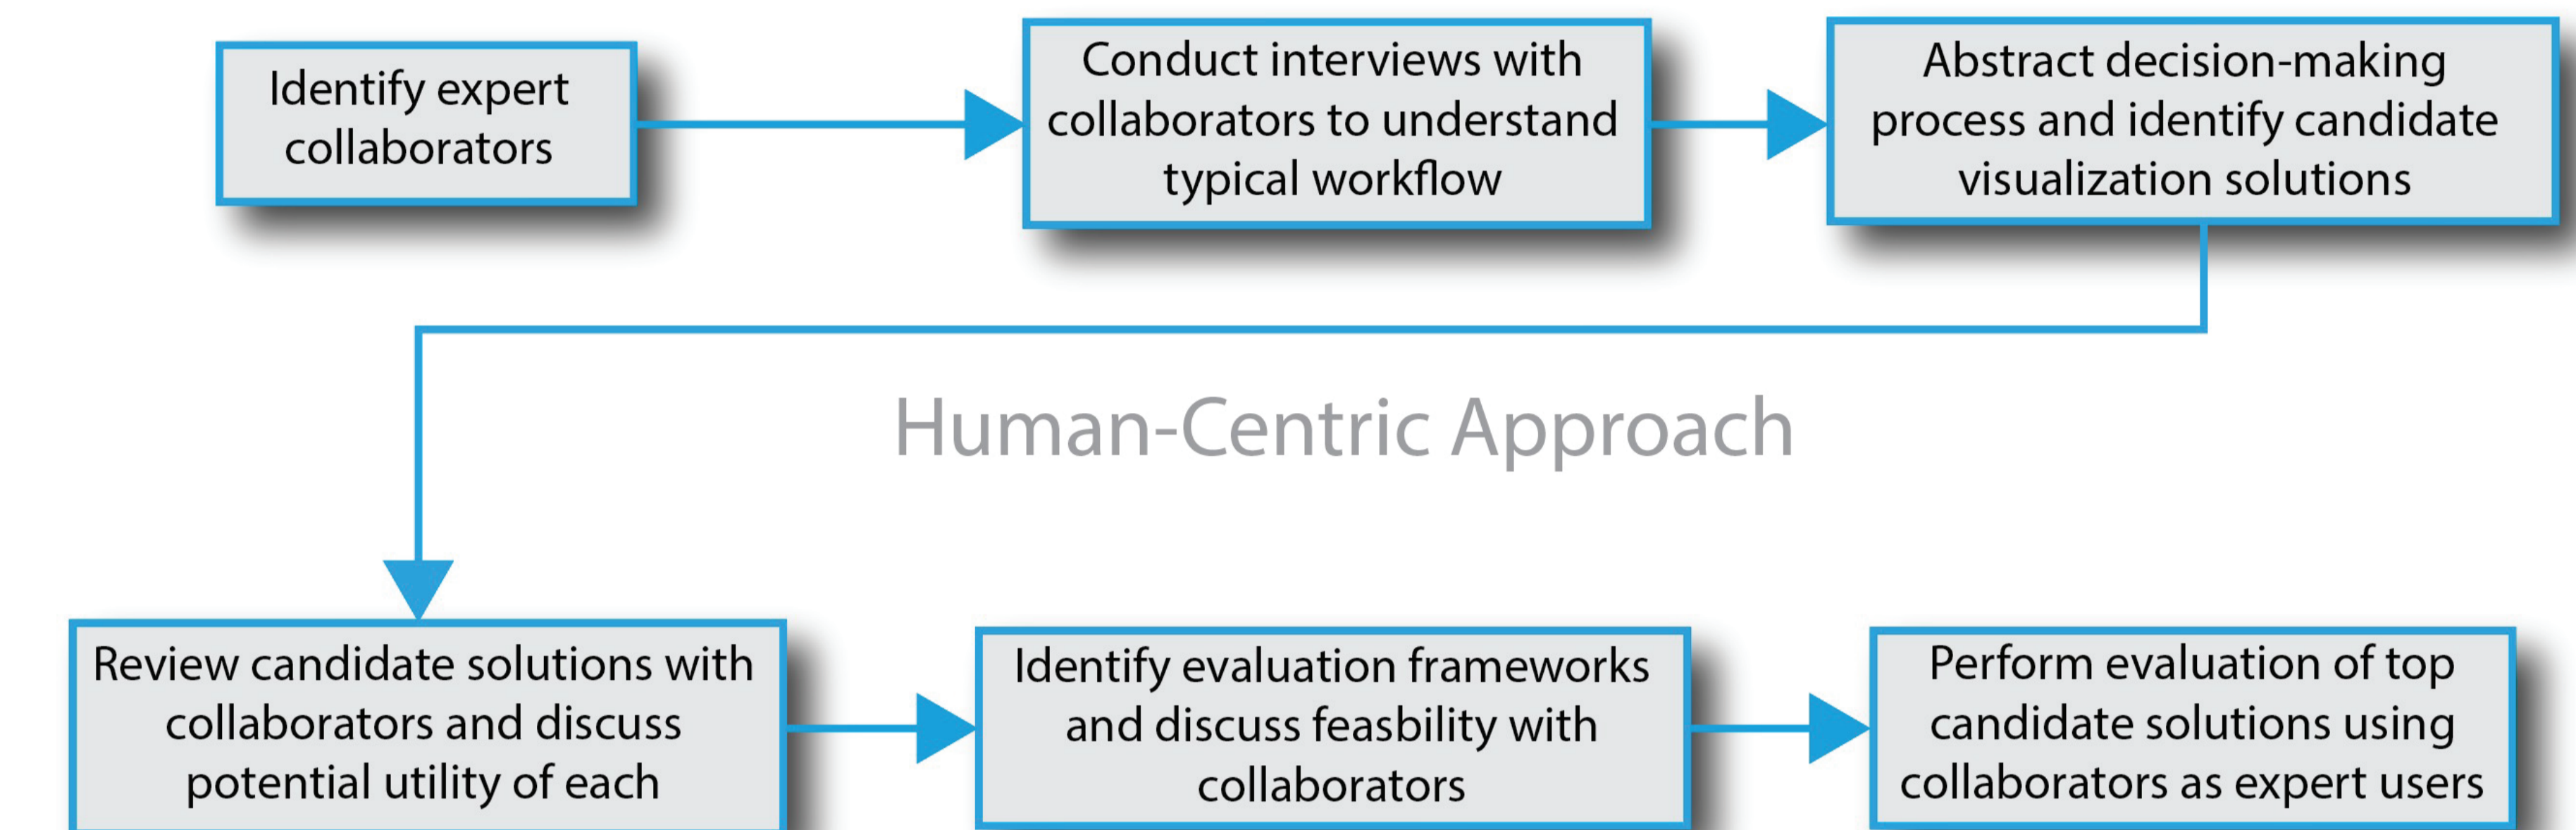 Identify expert
collaborators
Conduct interviews with
collaborators to understand
typical workflow
Abstract decision-making
process and identify candidate
visualization solutions
Human-Centric Approach
Review candidate solutions with
collaborators and discuss
potential utility of each
Identify evaluation frameworks
and discuss feasbility with
collaborators
Perform evaluation of top
candidate solutions using
collaborators as expert users